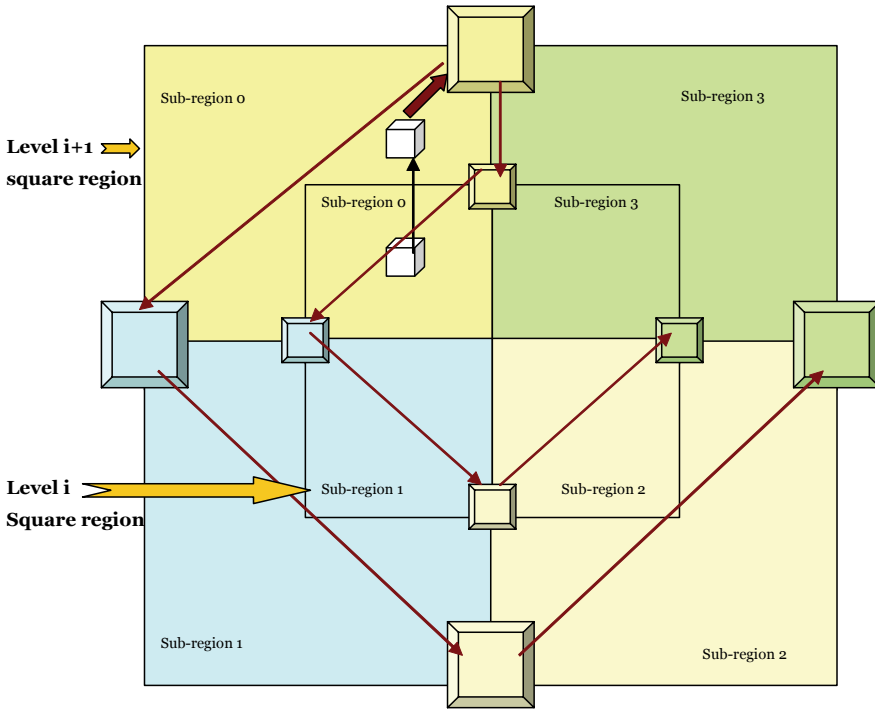 Sub-region 0
Sub-region 3
Level i+1
square region
Sub-region 0
Sub-region 3
Level i
Square region
Sub-region 1
Sub-region 2
Sub-region 1
Sub-region 2